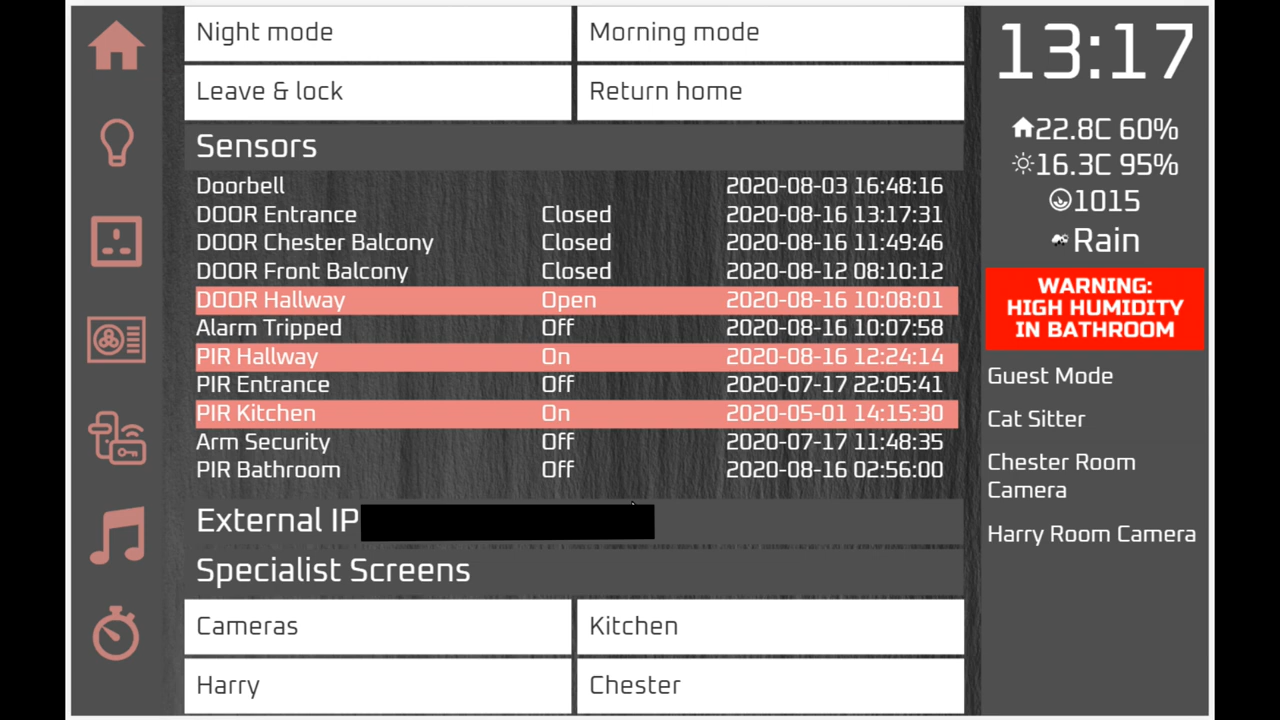 Night mode
Morning mode
Leave & lock
Return home
Sensors
Doorbell 2020-08-03 16:48:16
DOOR Entrance Closed 2020-08-16 13:17:31
DOOR Chester Balcony Closed 2020-08-16 11:49:46
DOOR Front Balcony Closed 2020-08-12 08:10:12
DOOR Hallway Open 2020-08-16 10:08:01
Alarm Tripped Off 2020-08-16 10:07:58
PIR Hallway On 2020-08-16 12:24:14
PIR Entrance Off 2020-07-17 22:05:41
PIR Kitchen On 2020-05-01 14:15:30
Arm Security Off 2020-07-17 11:48:35
PIR Bathroom Off 2020-08-16 02:56:00
External IP
Specialist Screens
Cameras
Kitchen
Harry
Chester
13:17
22.8C 60%
16.3C 95%
1015
Rain
WARNING:
HIGH HUMIDITY
IN BATHROOM
Guest Mode
Cat Sitter
Chester Room
Camera
Harry Room Camera